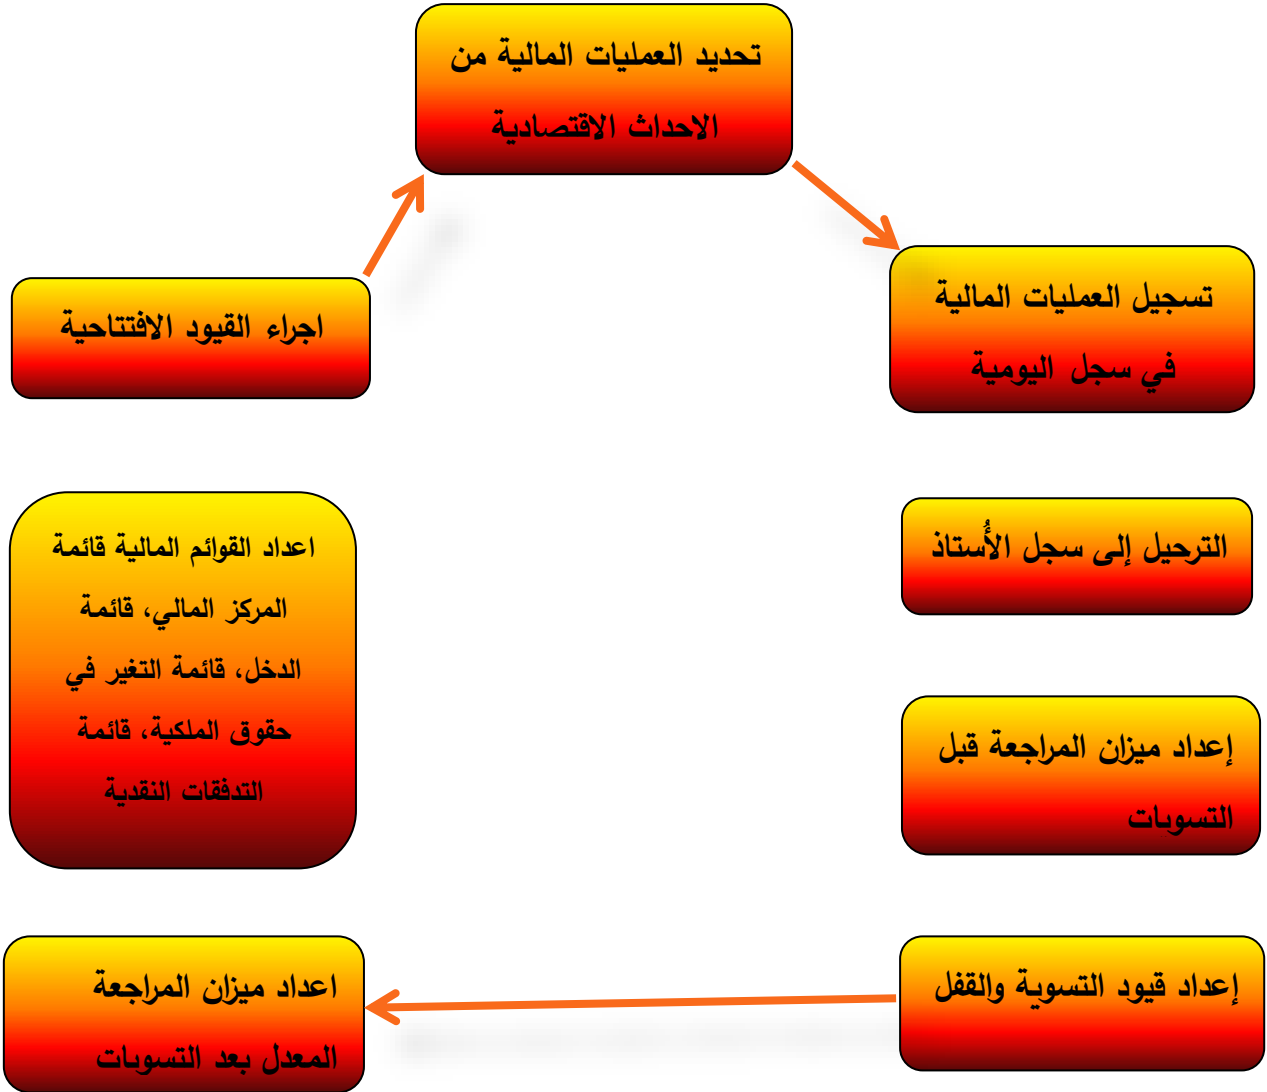 تحديد العمليات المالية من
الاحداث الاقتصادية
تسجيل العمليات المالية
في سجل اليومية
الترحيل إلى سجل الأُستاذ
إعداد ميزان المراجعة قبل
التسويات
إعداد قيود التسوية والقفل
اعداد ميزان المراجعة
المعدل بعد التسويات
اعداد القوائم المالية قائمة
المركز المالي، قائمة
الدخل، قائمة التغير في
حقوق الملكية، قائمة
التدفقات النقدية
اجراء القيود الافتتاحية